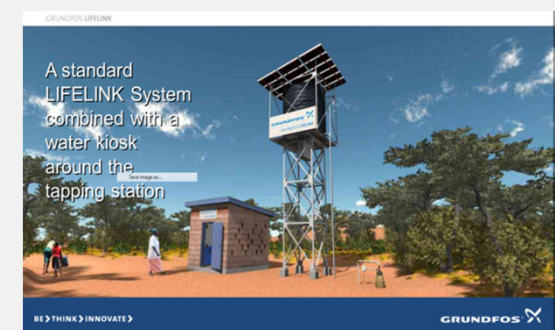 GRUNDFOS LIFELINK
A standard
LIFELINK System
combined with a
water kiosk
around the
Save image as...
tapping station
GRUNDFOS
BE > THINK > INNOVATE >
GRUNDFOS